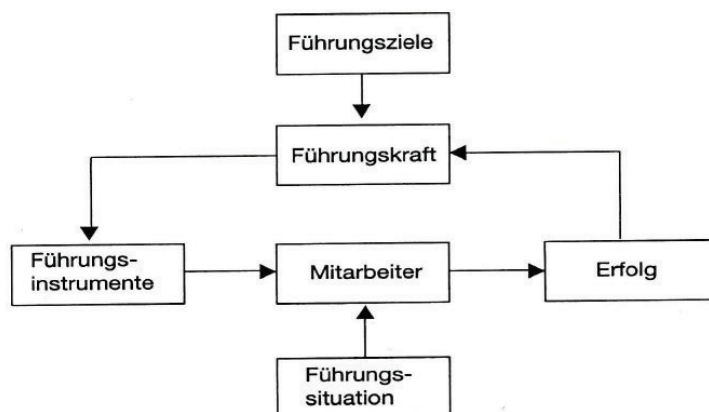 Führungsziele
Führungskraft
Führungs-
instrumente
Mitarbeiter
Erfolg
Führungs-
situation